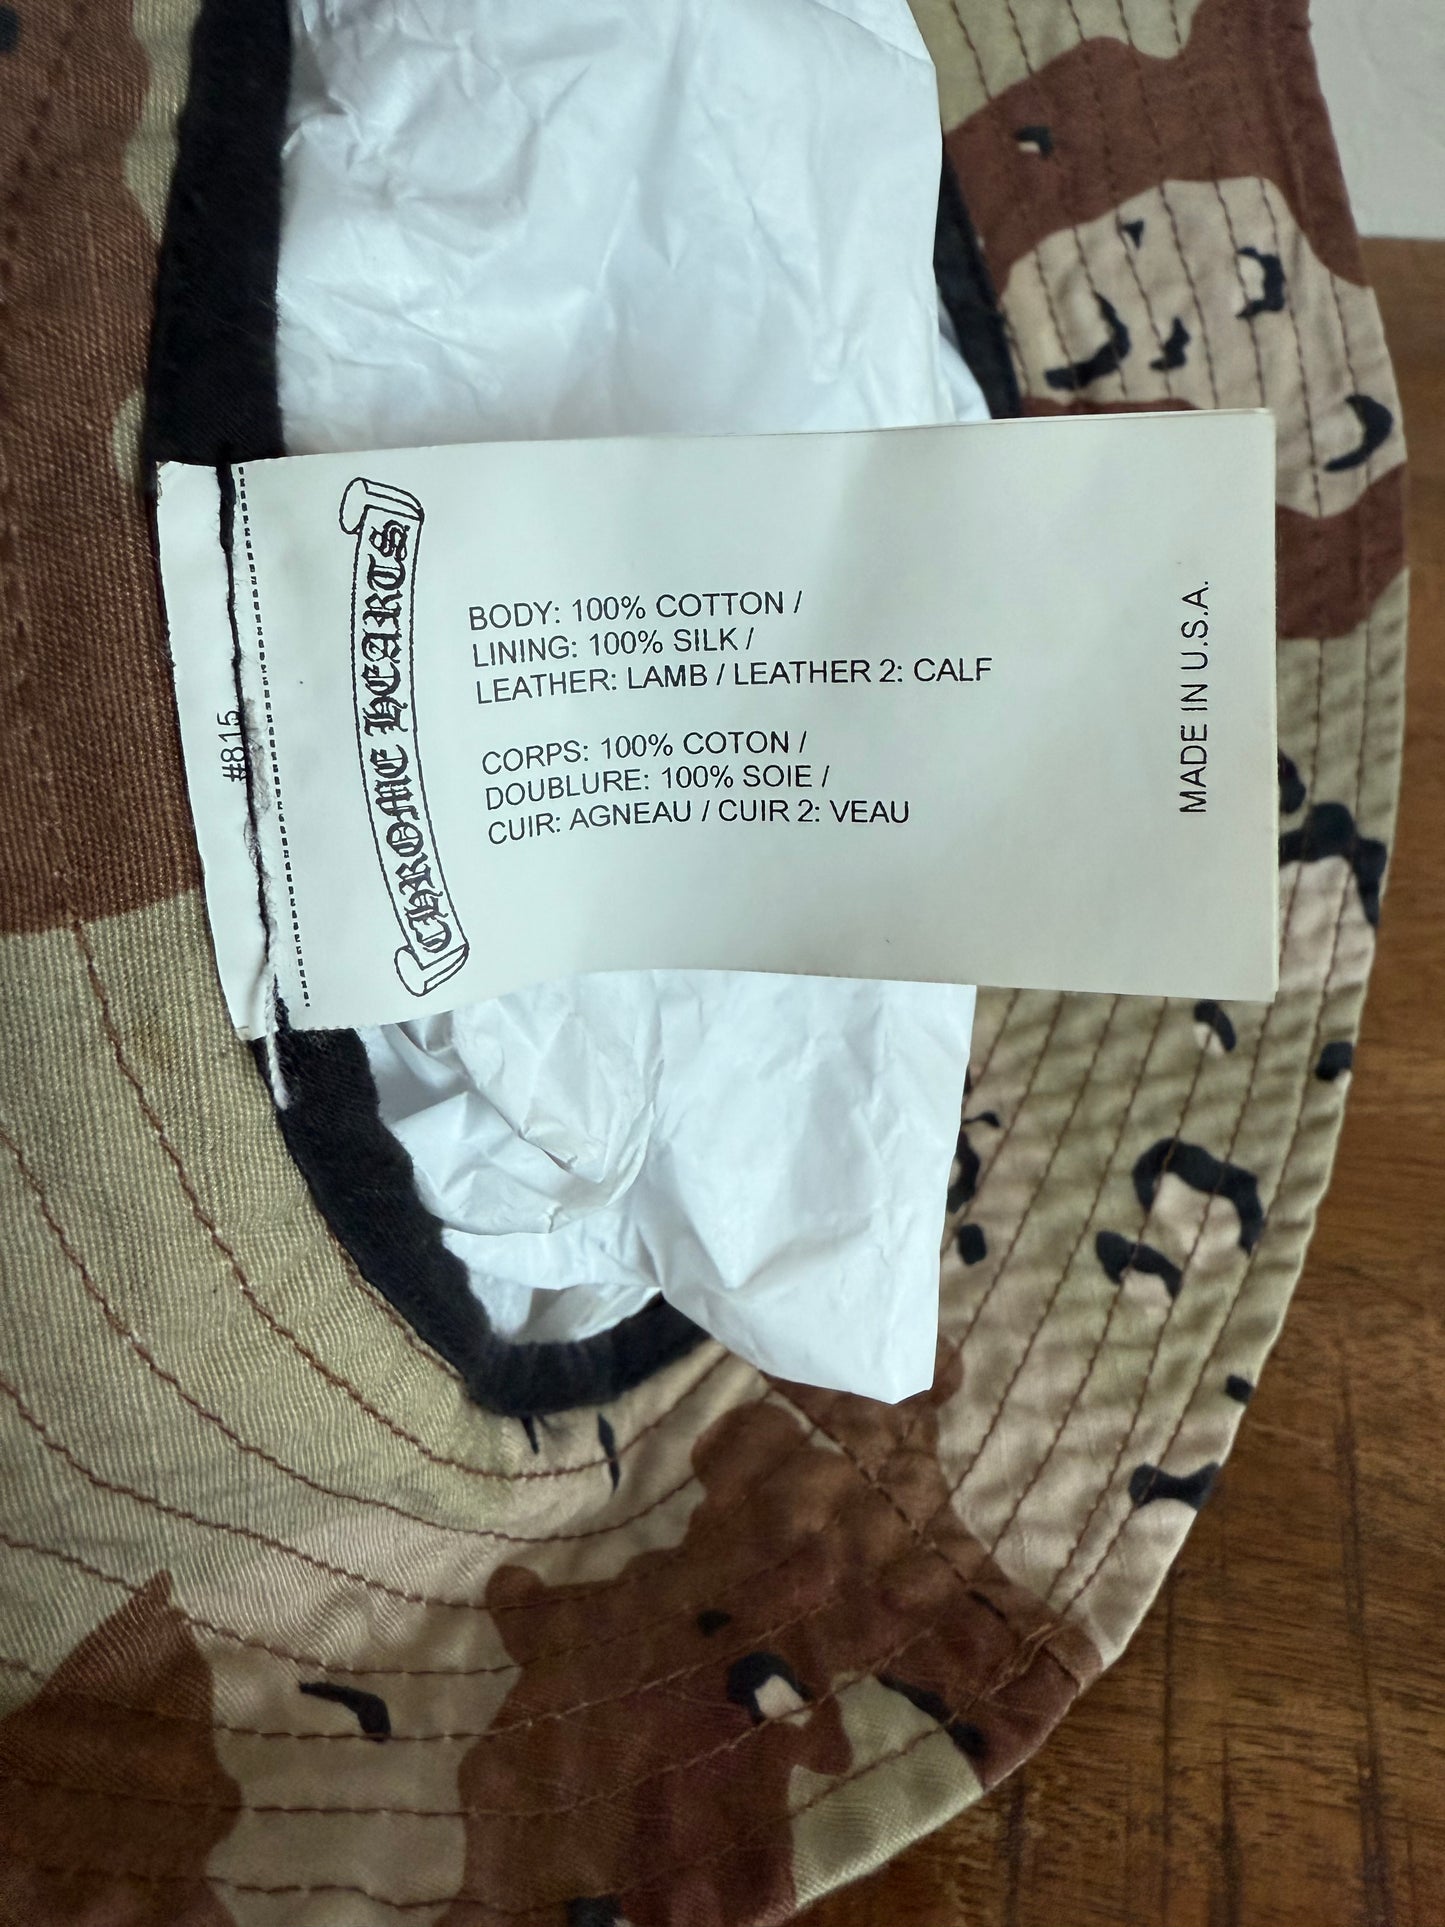 #815
CHROME HEARTS
BODY: 100% COTTON /
LINING: 100% SILK /
LEATHER: LAMB / LEATHER 2: CALF
CORPS: 100% COTON /
DOUBLURE: 100% SOIE /
CUIR: AGNEAU / CUIR 2: VEAU
MADE IN U.S.A.